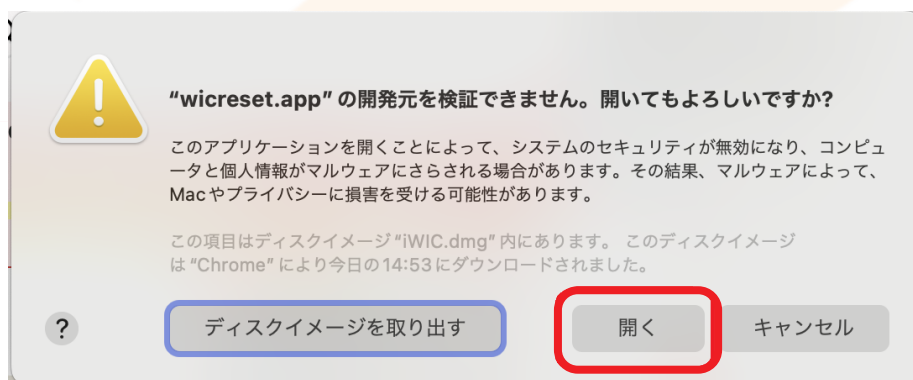 “wicreset.app” の開発元を検証できません。開いてもよろしいですか?
このアプリケーションを開くことによって、システムのセキュリティが無効になり、コンピュ
ータと個人情報がマルウェアにさらされる場合があります。その結果、マルウェアによって、
Macやプライバシーに損害を受ける可能性があります。
この項目はディスクイメージ“iWIC.dmg”内にあります。 このディスクイメージ
は“Chrome”により今日の14:53にダウンロードされました。
? ディスクイメージを取り出す 開く キャンセル